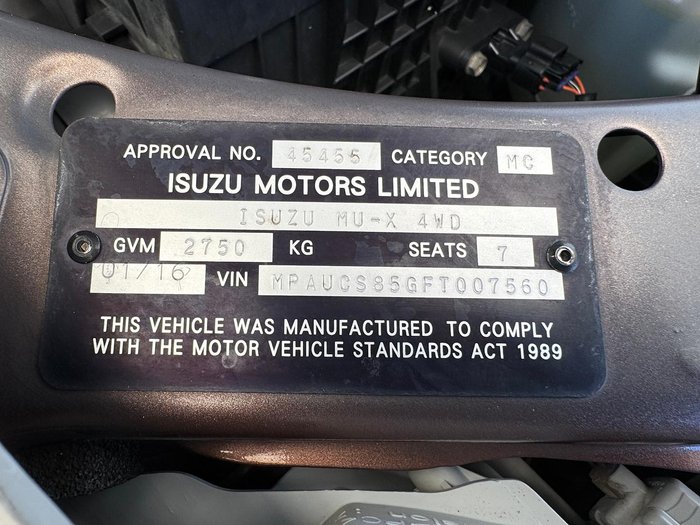 APPROVAL NO. 45455 CATEGORY MC
ISUZU MOTORS LIMITED
ISUZU MU-X 4WD
GVM 2750 KG SEATS 7
01/16 VIN MPAUCS85GFT007560
THIS VEHICLE WAS MANUFACTURED TO COMPLY
WITH THE MOTOR VEHICLE STANDARDS ACT 1989